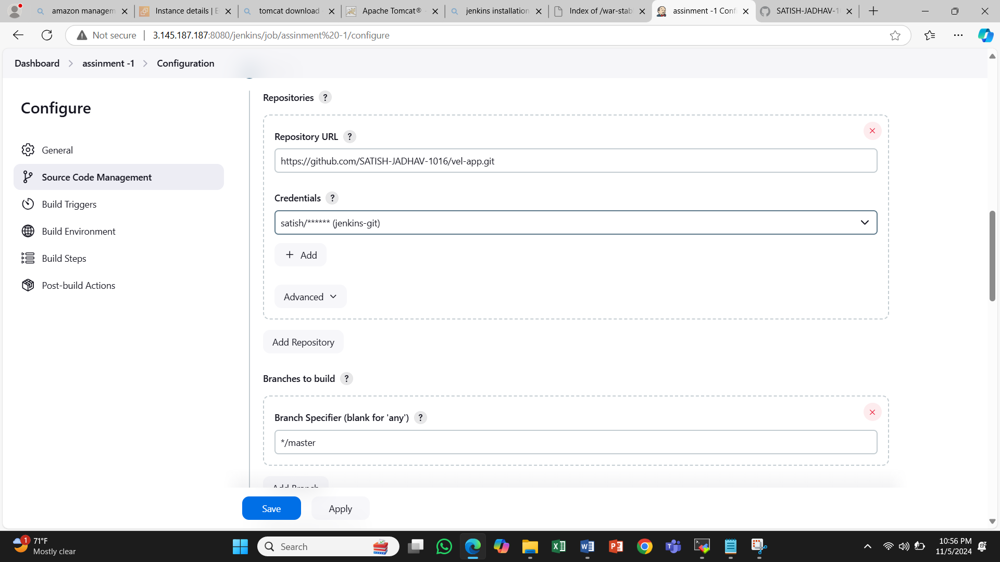 amazon managem
Instance details | E
tomcat download
Apache Tomcat® -
jenkins installation
Index of /war-stab
assinment -1 Confi
SATISH-JADHAV-1
Not secure
3.145.187.187:8080/jenkins/job/assinment%20-1/configure
Dashboard
assinment -1
Configuration
Configure
General
Source Code Management
Build Triggers
Build Environment
Build Steps
Post-build Actions
Repositories ?
Repository URL ?
https://github.com/SATISH-JADHAV-1016/vel-app.git
Credentials ?
satish/****** (jenkins-git)
+ Add
Advanced
Add Repository
Branches to build ?
Branch Specifier (blank for 'any') ?
*/master
Add Branch
Save
Apply
1
71°F
Mostly clear
Search
10:56 PM
11/5/2024